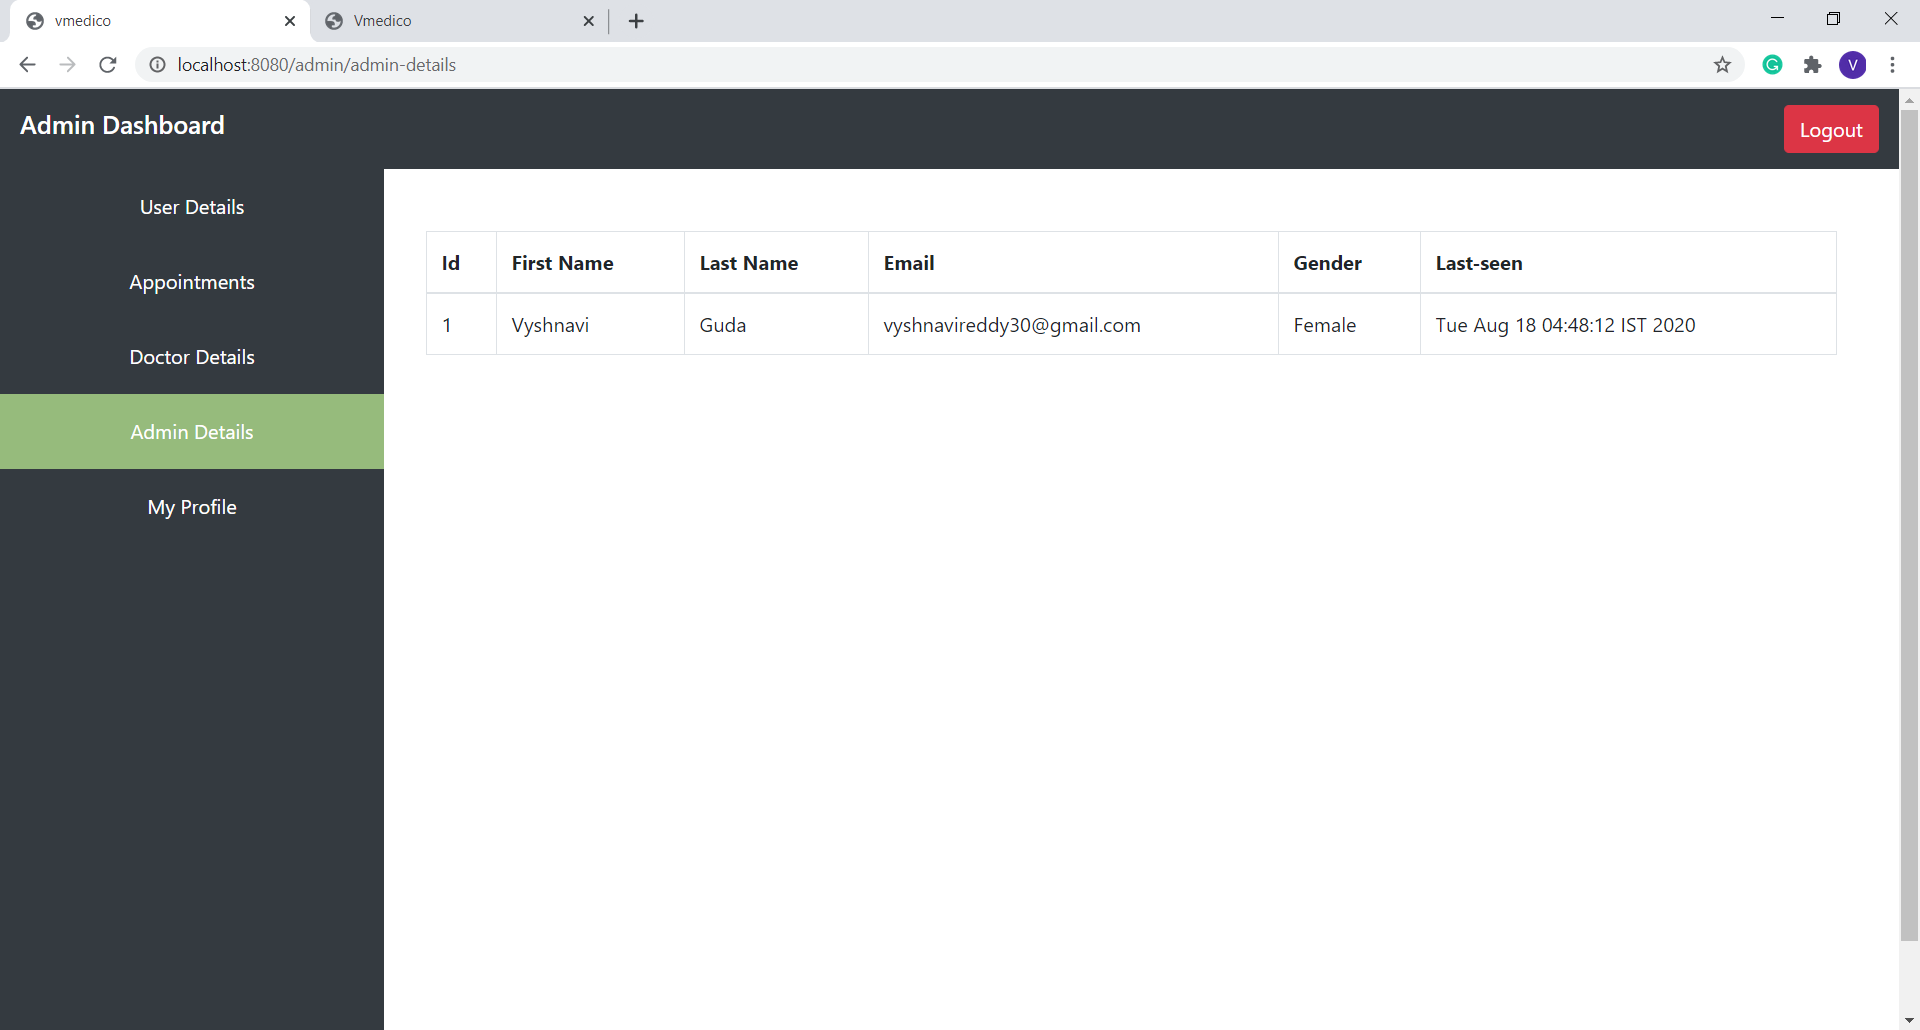 vmedico
Vmedico
localhost:8080/admin/admin-details
V
Admin Dashboard
Logout
User Details
Appointments
Doctor Details
Admin Details
My Profile
Id First Name Last Name Email Gender Last-seen
1 Vyshnavi Guda vyshnavireddy30@gmail.com Female Tue Aug 18 04:48:12 IST 2020